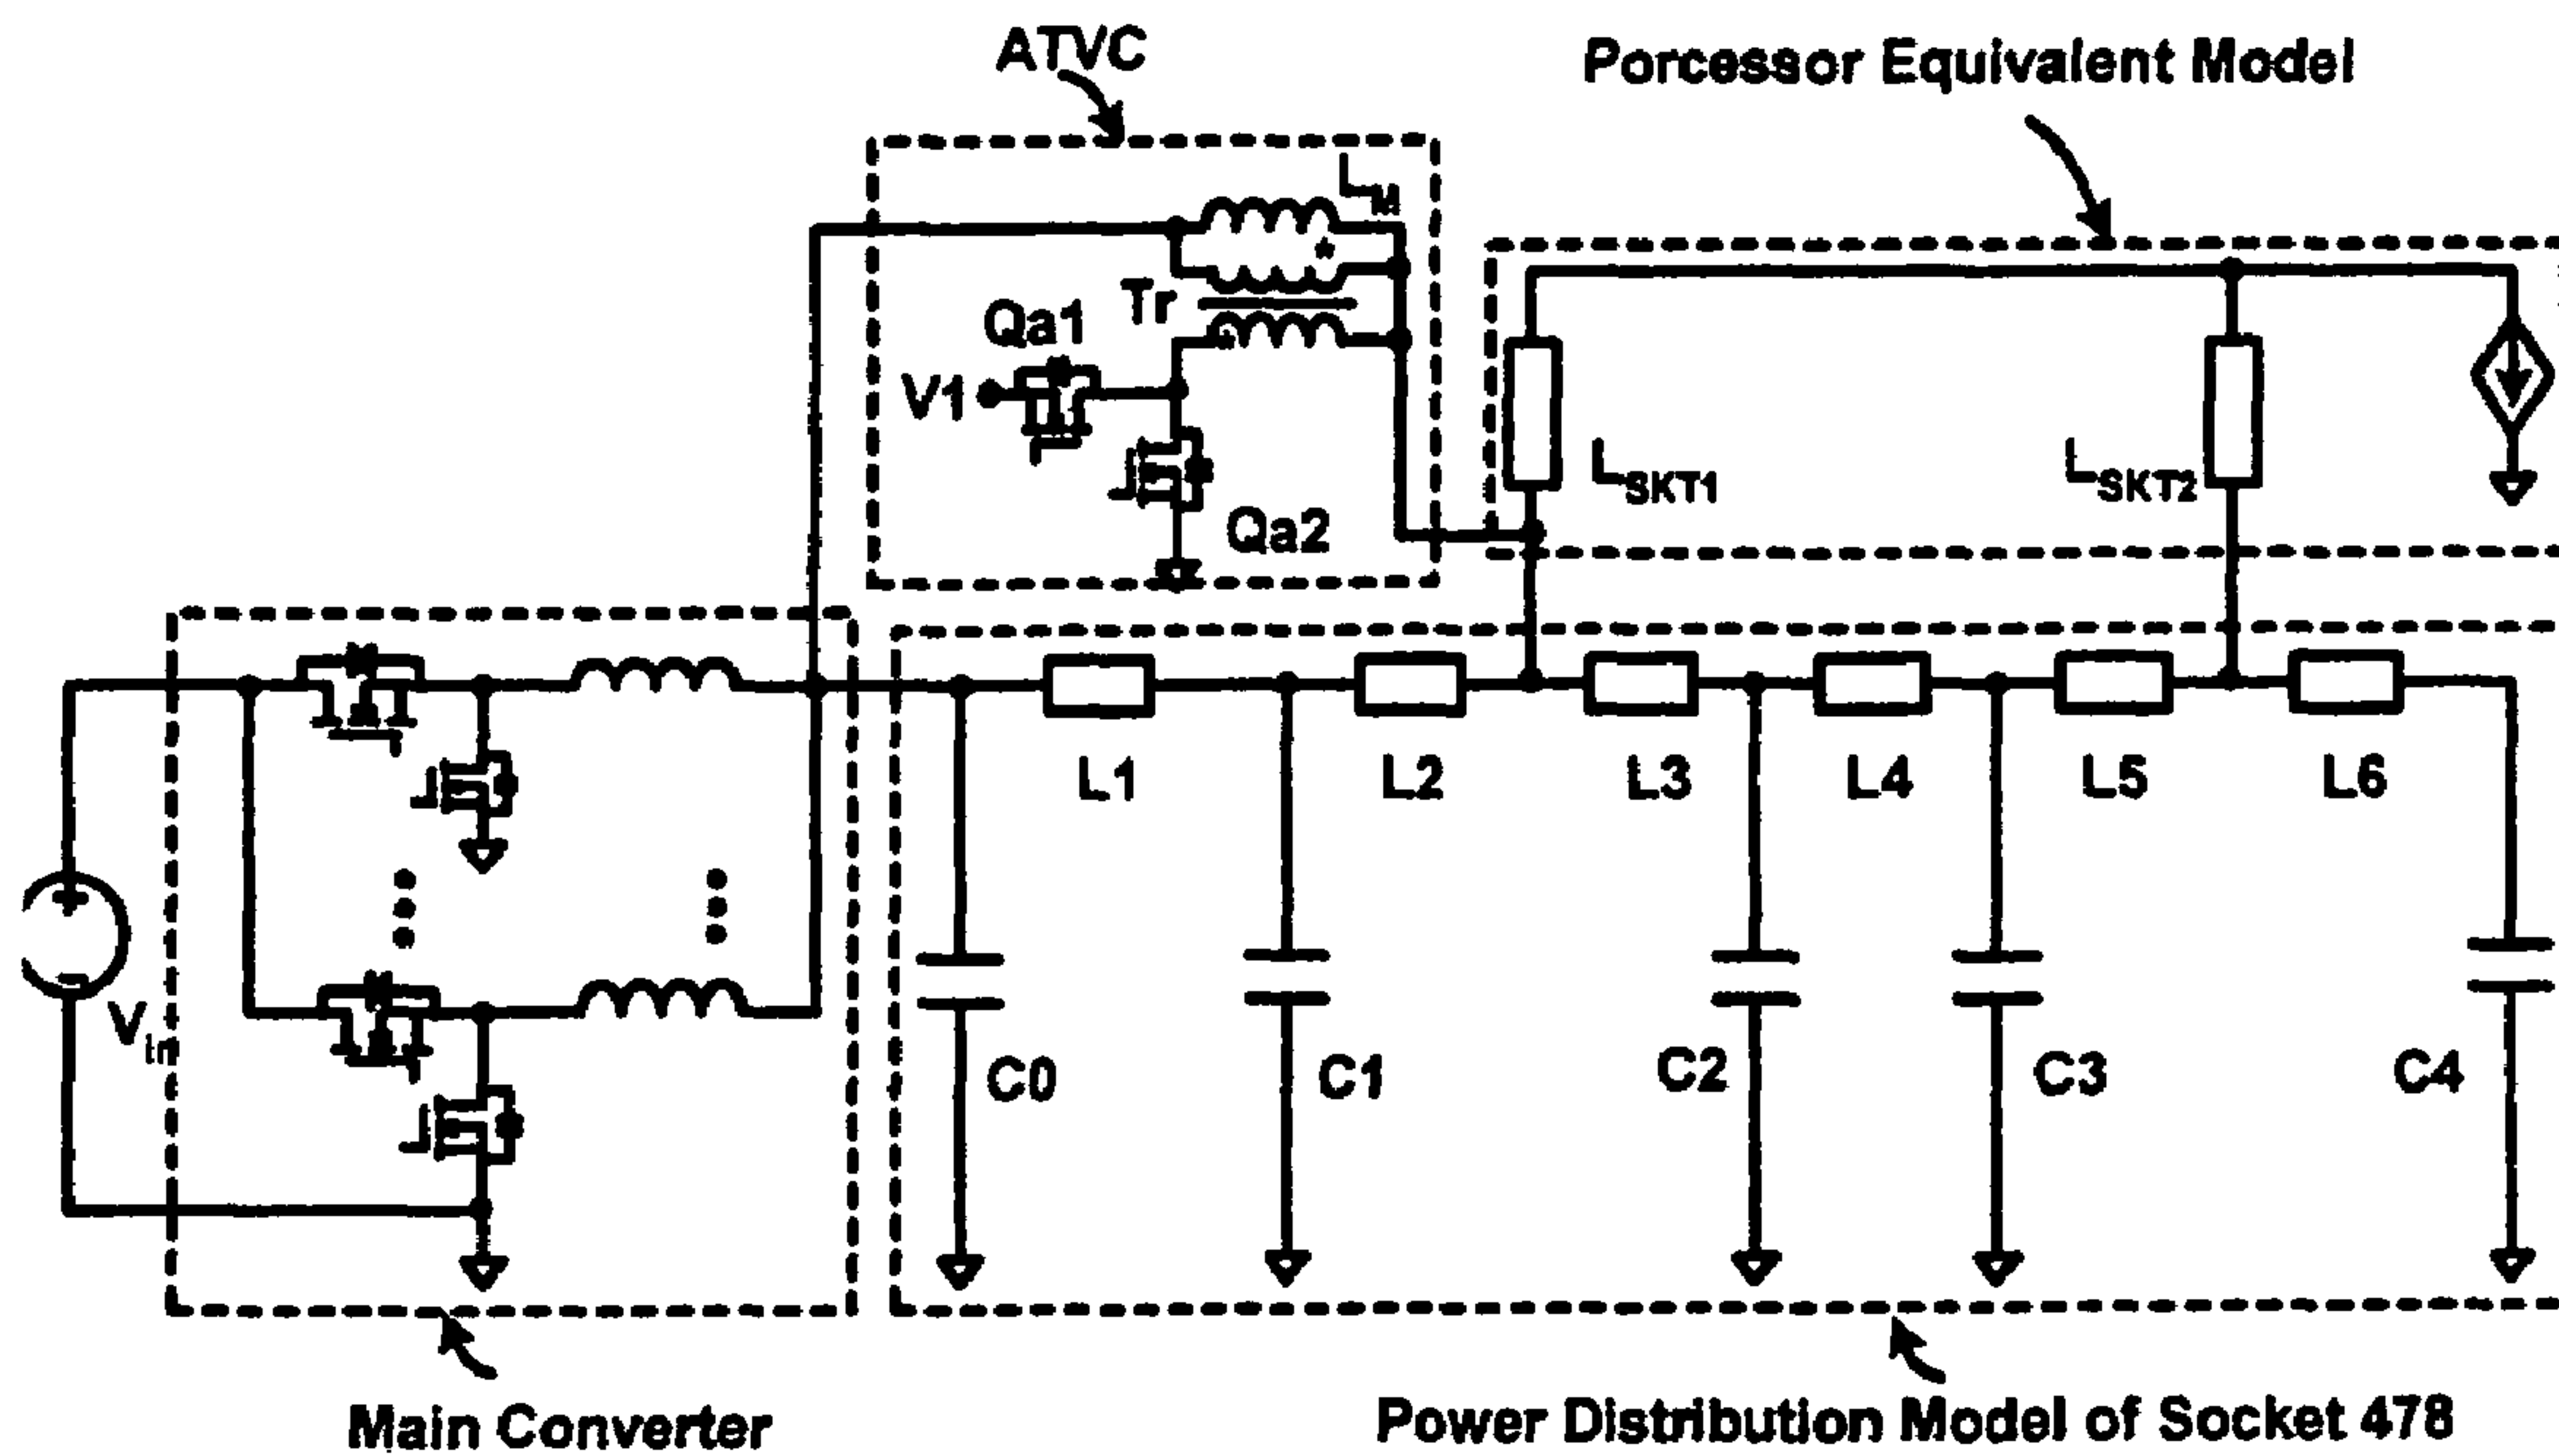 ATVC
Porcessor Equivalent Model
LM
*
Tr
Qa1
V1
Qa2
LSKT1
LSKT2
L1
L2
L3
L4
L5
L6
+
-
Vin
C0
C1
C2
C3
C4
Main Converter
Power Distribution Model of Socket 478